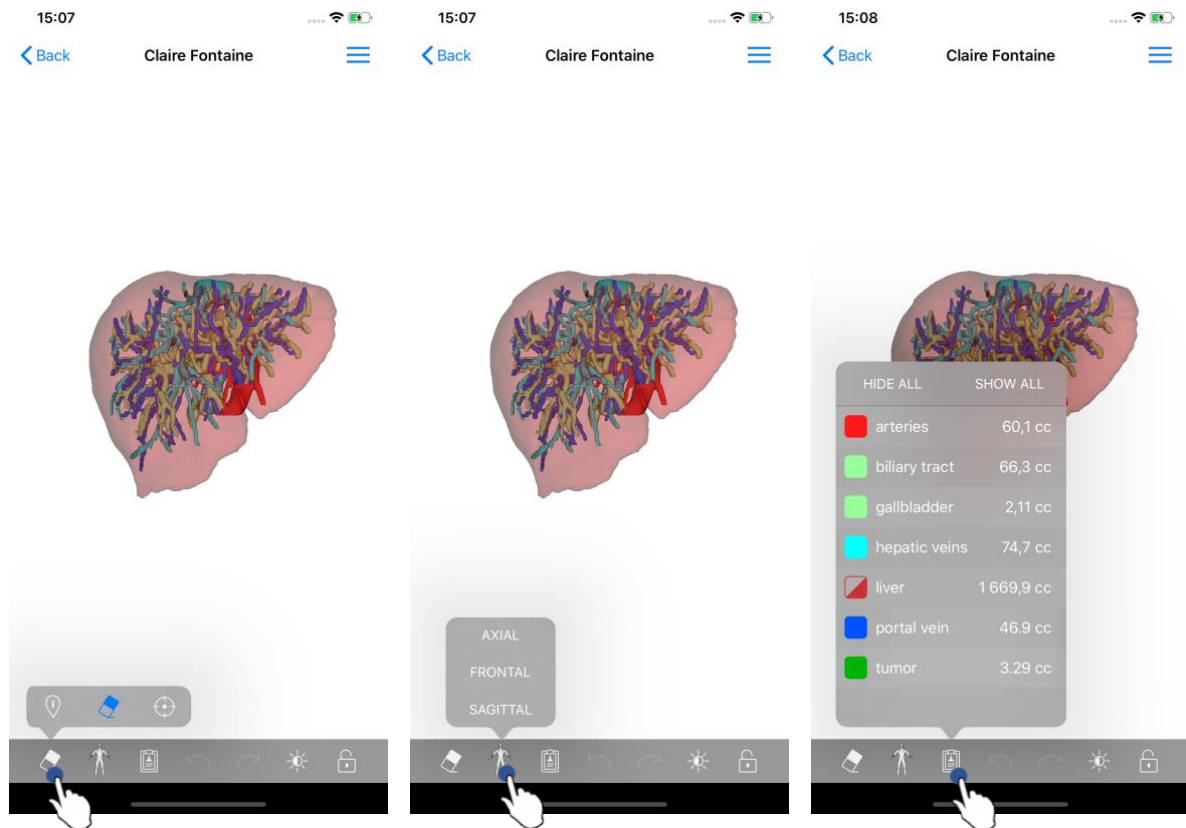 15:07
Back Claire Fontaine
AXIAL
FRONTAL
SAGITTAL
15:07
Back Claire Fontaine
15:08
Back Claire Fontaine
HIDE ALL SHOW ALL
arteries 60,1 cc
biliary tract 66,3 cc
gallbladder 2,11 cc
hepatic veins 74,7 cc
liver 1 669,9 cc
portal vein 46.9 cc
tumor 3.29 cc